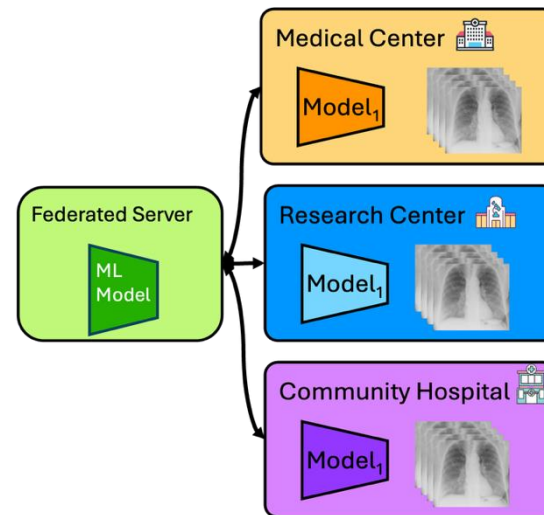 Medical Center
Model₁
Federated Server
ML
Model
Research Center
Model₁
Community Hospital
Model₁